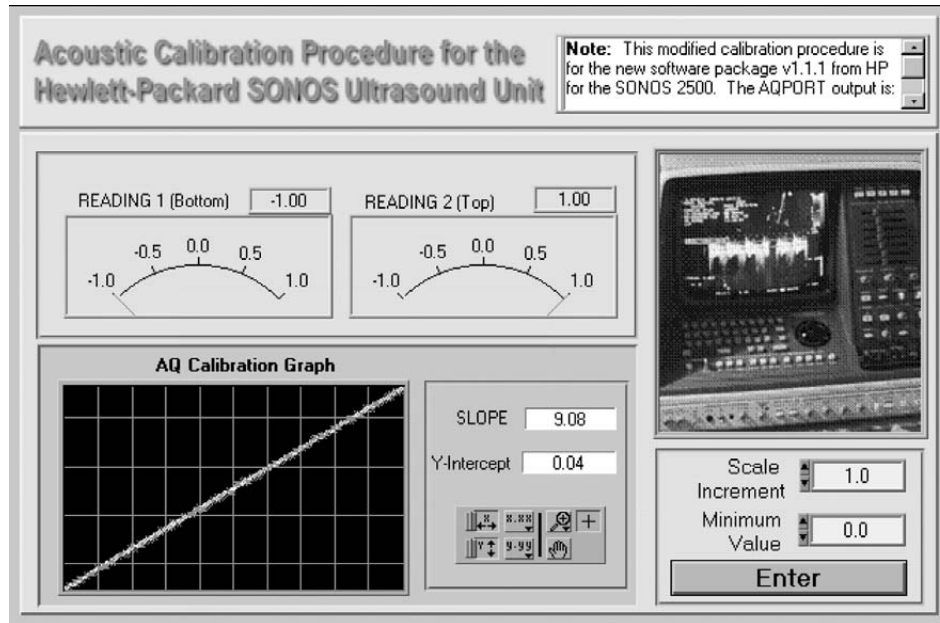 Acoustic Calibration Procedure for the
Hewlett-Packard SONOS Ultrasound Unit
Note: This modified calibration procedure is
for the new software package v1.1.1 from HP
for the SONOS 2500. The AQPORT output is:
READING 1 (Bottom) -1.00
-1.0 -0.5 0.0 0.5 1.0
READING 2 (Top) 1.00
-1.0 -0.5 0.0 0.5 1.0
AQ Calibration Graph
SLOPE 9.08
Y-Intercept 0.04
X X.XX
Y Y.YY
Scale
Increment 1.0
Minimum
Value 0.0
Enter